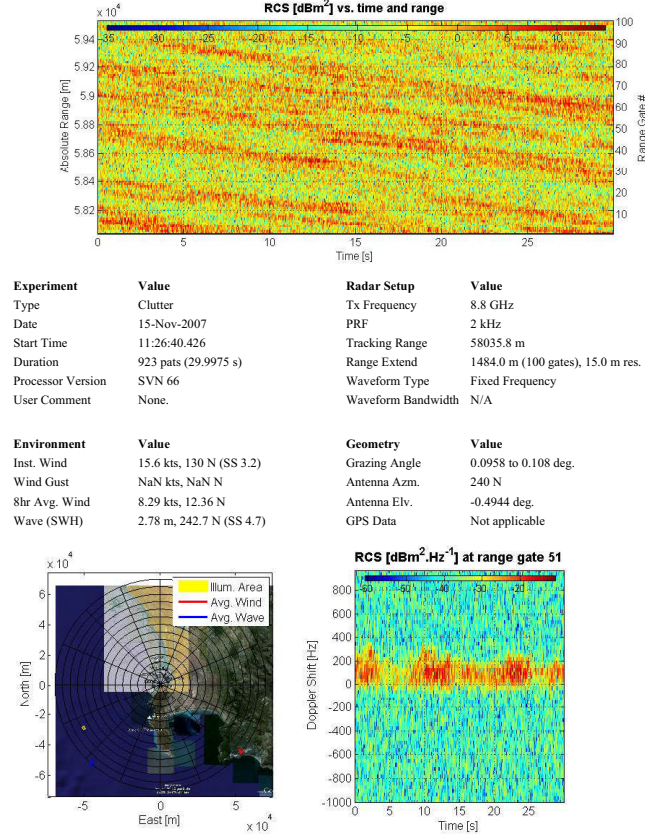 RCS [dBm2] vs. time and range
x 10^4
-35 -30 -25 -20 -15 -10 -5 0 5 10
5.94
5.92
5.9
5.88
5.86
5.84
5.82
Absolute Range [m]
100
90
80
70
60
50
40
30
20
10
Range Gate #
0 5 10 15 20 25
Time [s]
Experiment Value
Type Clutter
Date 15-Nov-2007
Start Time 11:26:40.426
Duration 923 pats (29.9975 s)
Processor Version SVN 66
User Comment None.
Radar Setup Value
Tx Frequency 8.8 GHz
PRF 2 kHz
Tracking Range 58035.8 m
Range Extend 1484.0 m (100 gates), 15.0 m res.
Waveform Type Fixed Frequency
Waveform Bandwidth N/A
Environment Value
Inst. Wind 15.6 kts, 130 N (SS 3.2)
Wind Gust NaN kts, NaN N
8hr Avg. Wind 8.29 kts, 12.36 N
Wave (SWH) 2.78 m, 242.7 N (SS 4.7)
Geometry Value
Grazing Angle 0.0958 to 0.108 deg.
Antenna Azm. 240 N
Antenna Elv. -0.4944 deg.
GPS Data Not applicable
x 10^4
Illum. Area
Avg. Wind
Avg. Wave
6
4
2
0
-2
-4
-6
North [m]
-5 0 5
East [m]
x 10^4
RCS [dBm2.Hz-1] at range gate 51
-60 -50 -40 -30 -20
800
600
400
200
0
-200
-400
-600
-800
-1000
Doppler Shift [Hz]
0 5 10 15 20 25
Time [s]